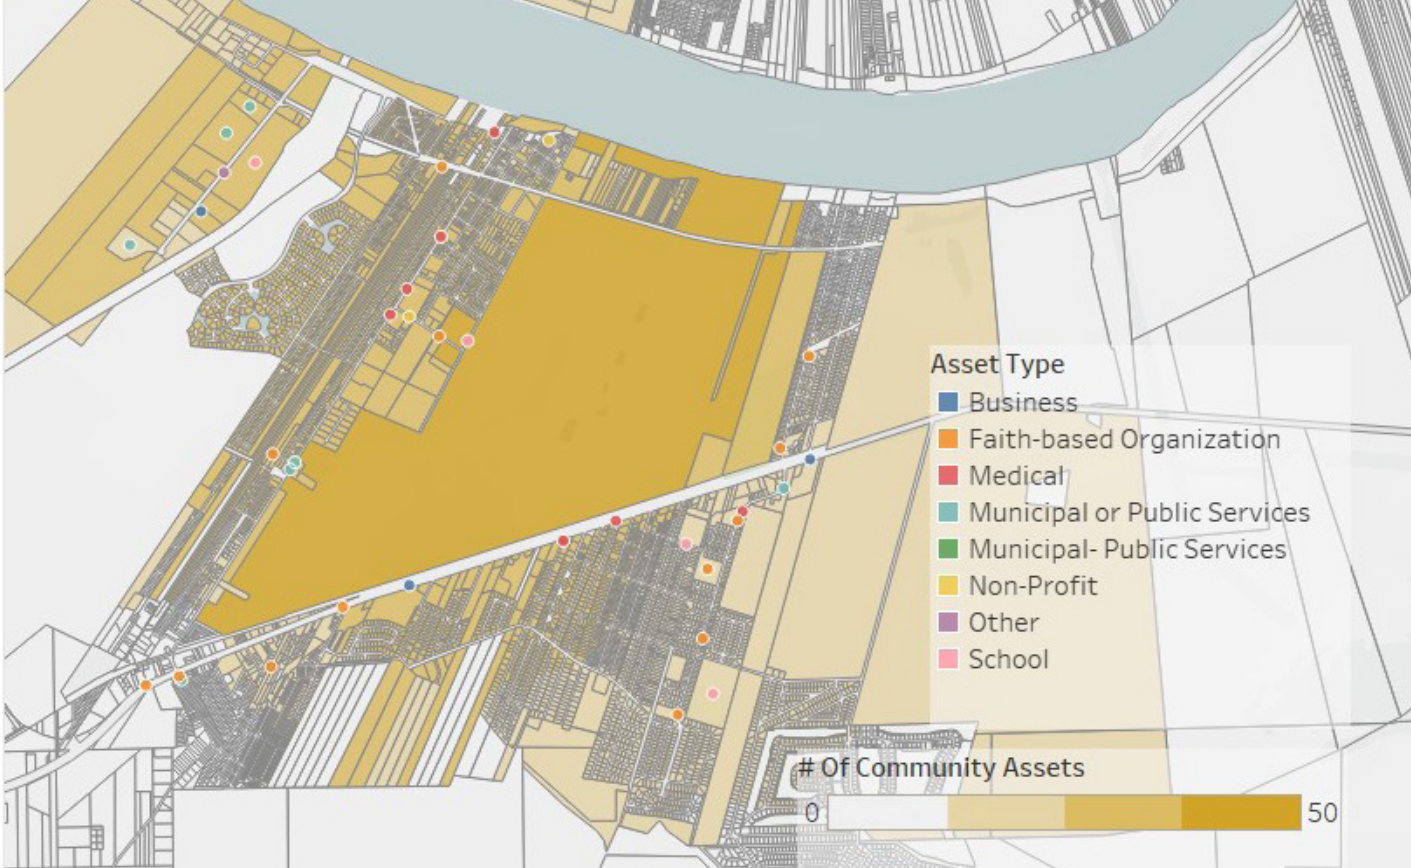 Asset Type
Business
Faith-based Organization
Medical
Municipal or Public Services
Municipal- Public Services
Non-Profit
Other
School
# Of Community Assets
0 50